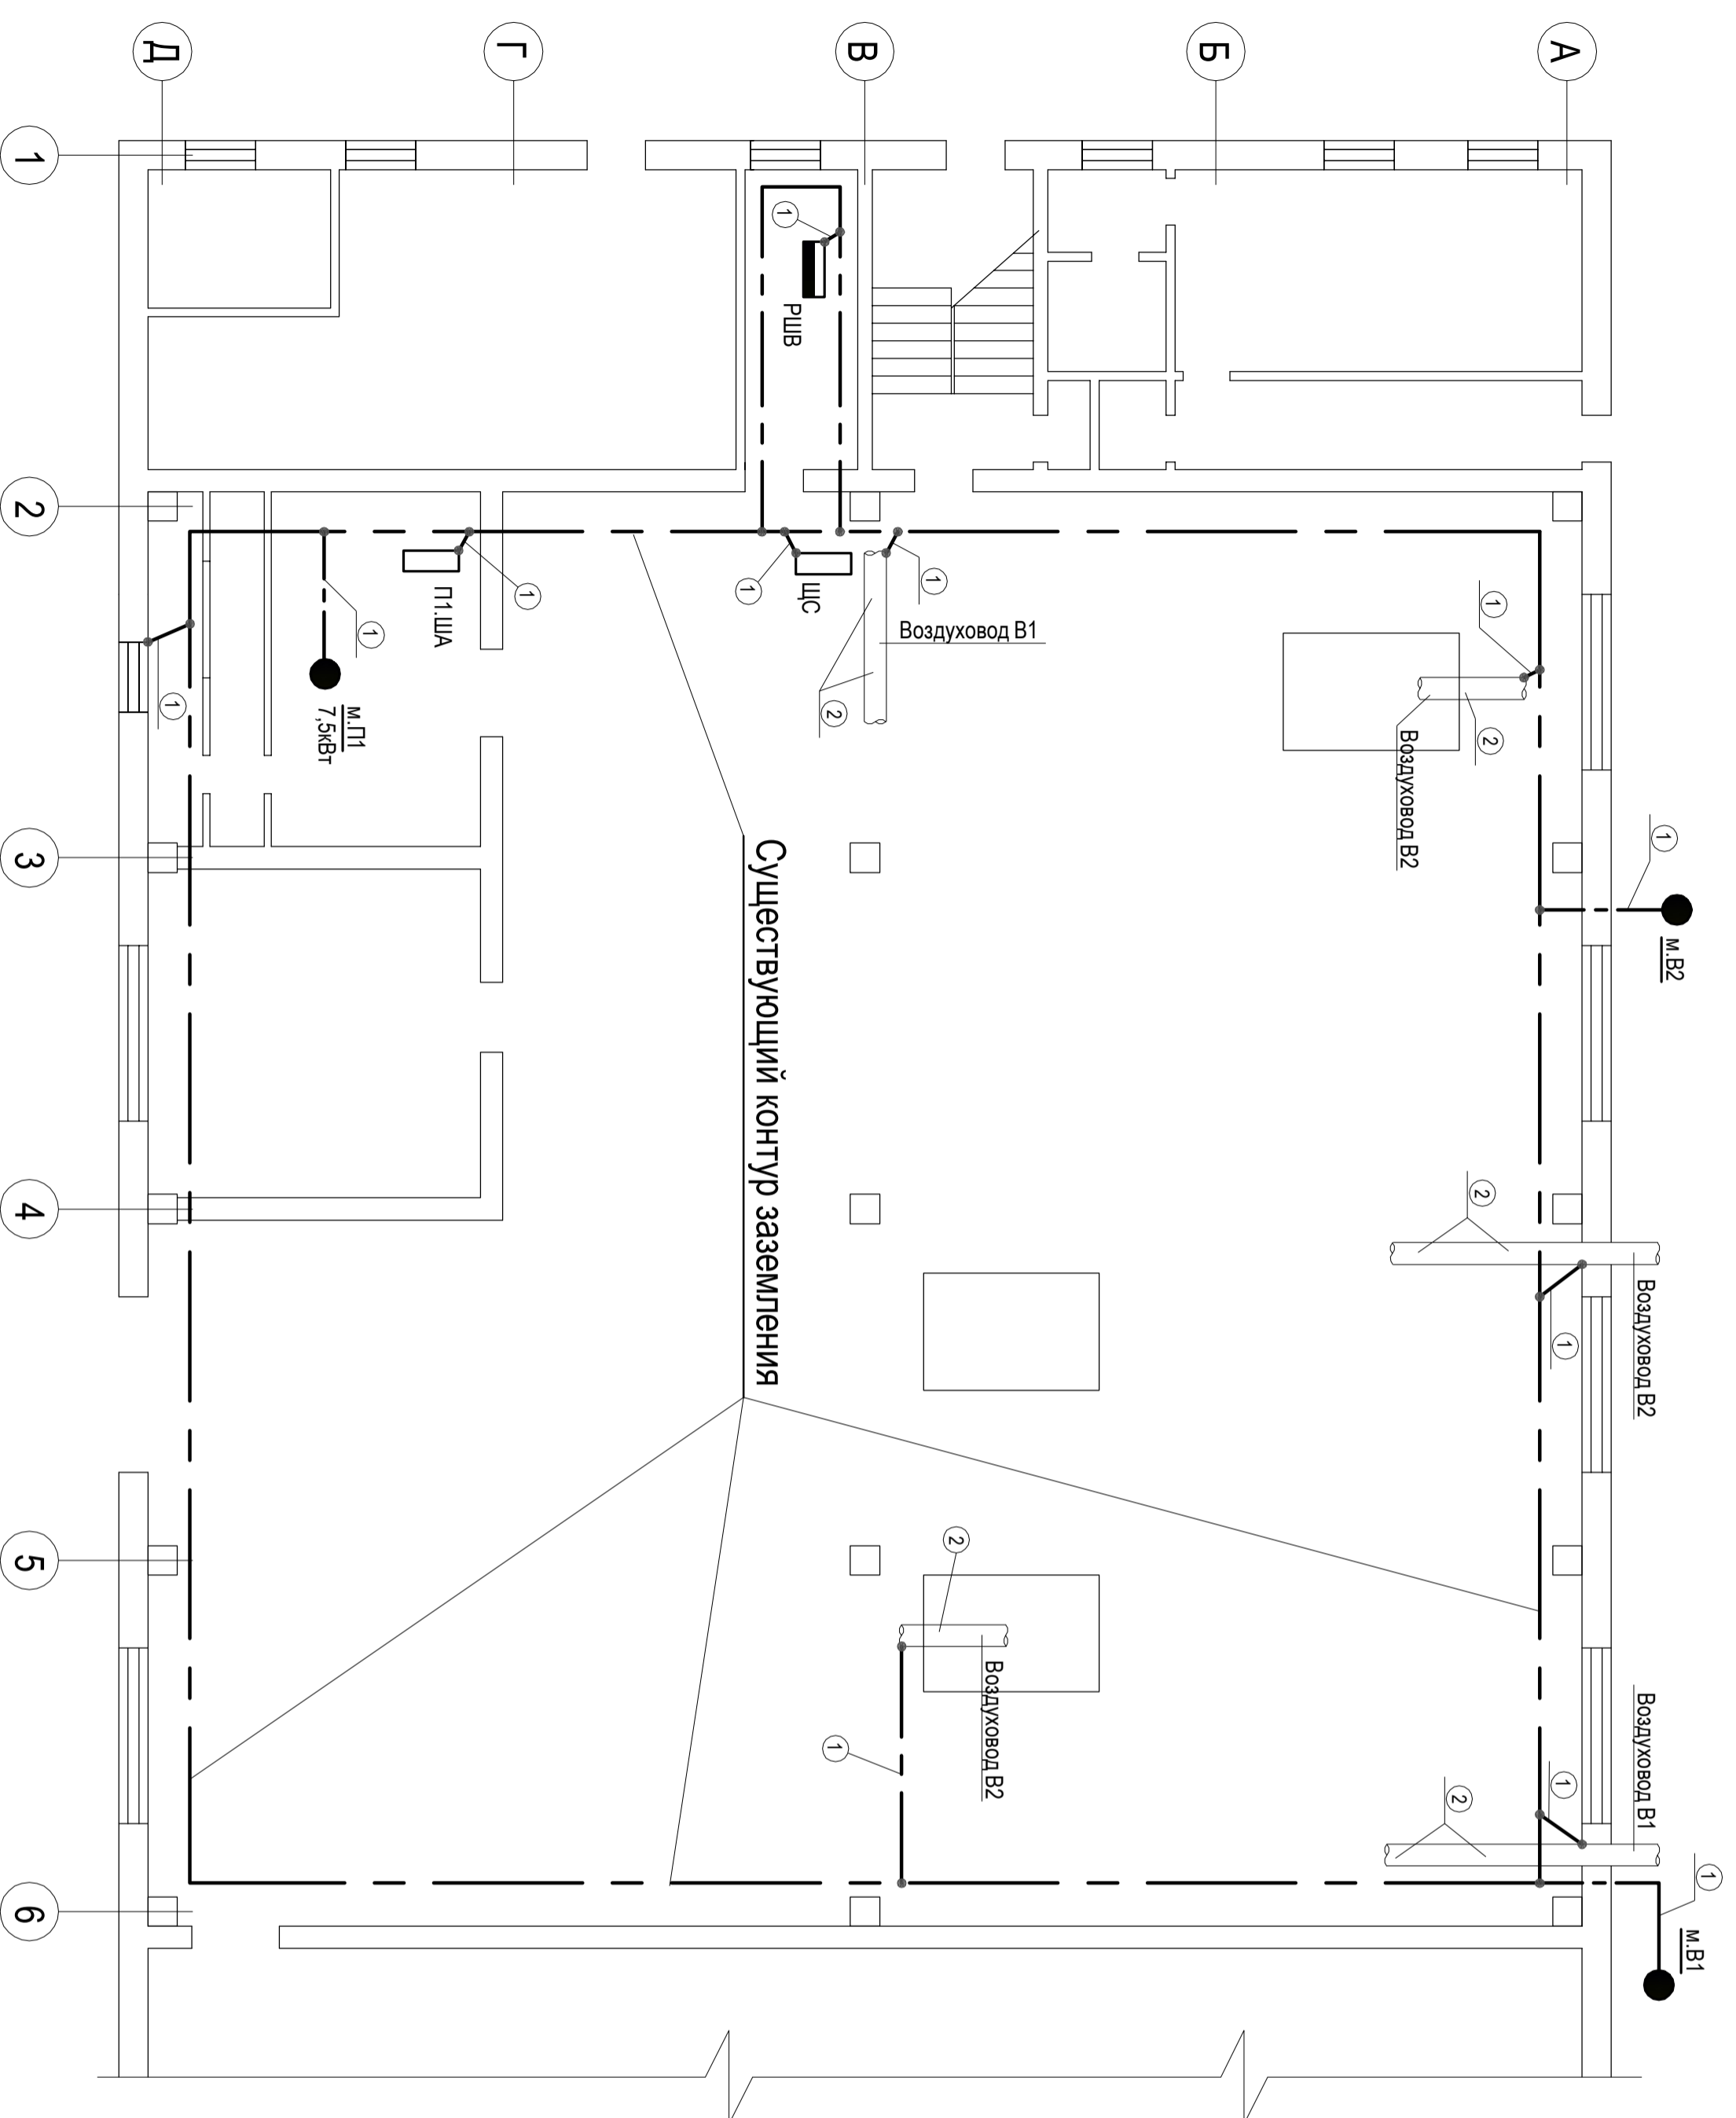 Д
Г
В
Б
А
1
2
3
4
5
6
1
РШВ
1
П1.ША
1
м.П1
7,5кВт
1
1
ЩС
1
Воздуховод В1
2
1
2
Воздуховод В2
1
м.В2
Существующий контур заземления
2
Воздуховод В2
1
2
Воздуховод В2
1
Воздуховод В1
1
2
1
м.В1